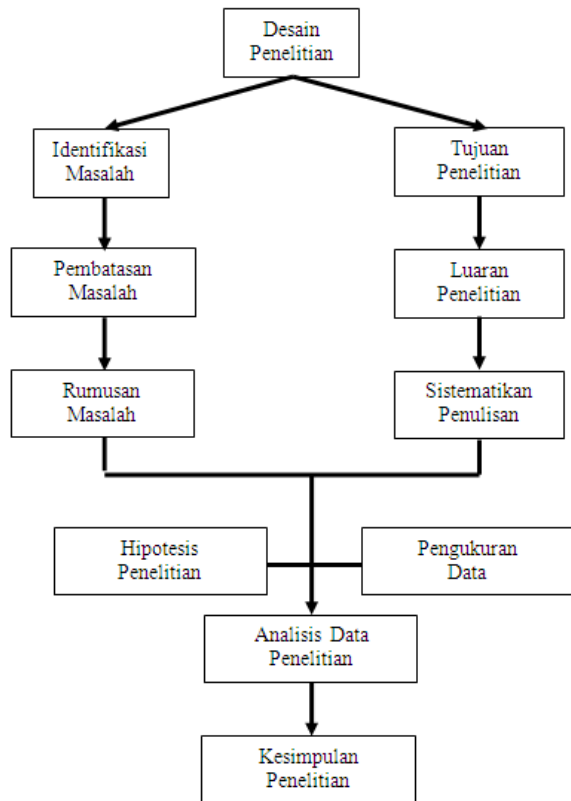 Desain
Penelitian
Identifikasi
Masalah
Tujuan
Penelitian
Pembatasan
Masalah
Luaran
Penelitian
Rumusan
Masalah
Sistematikan
Penulisan
Hipotesis
Penelitian
Pengukuran
Data
Analisis Data
Penelitian
Kesimpulan
Penelitian